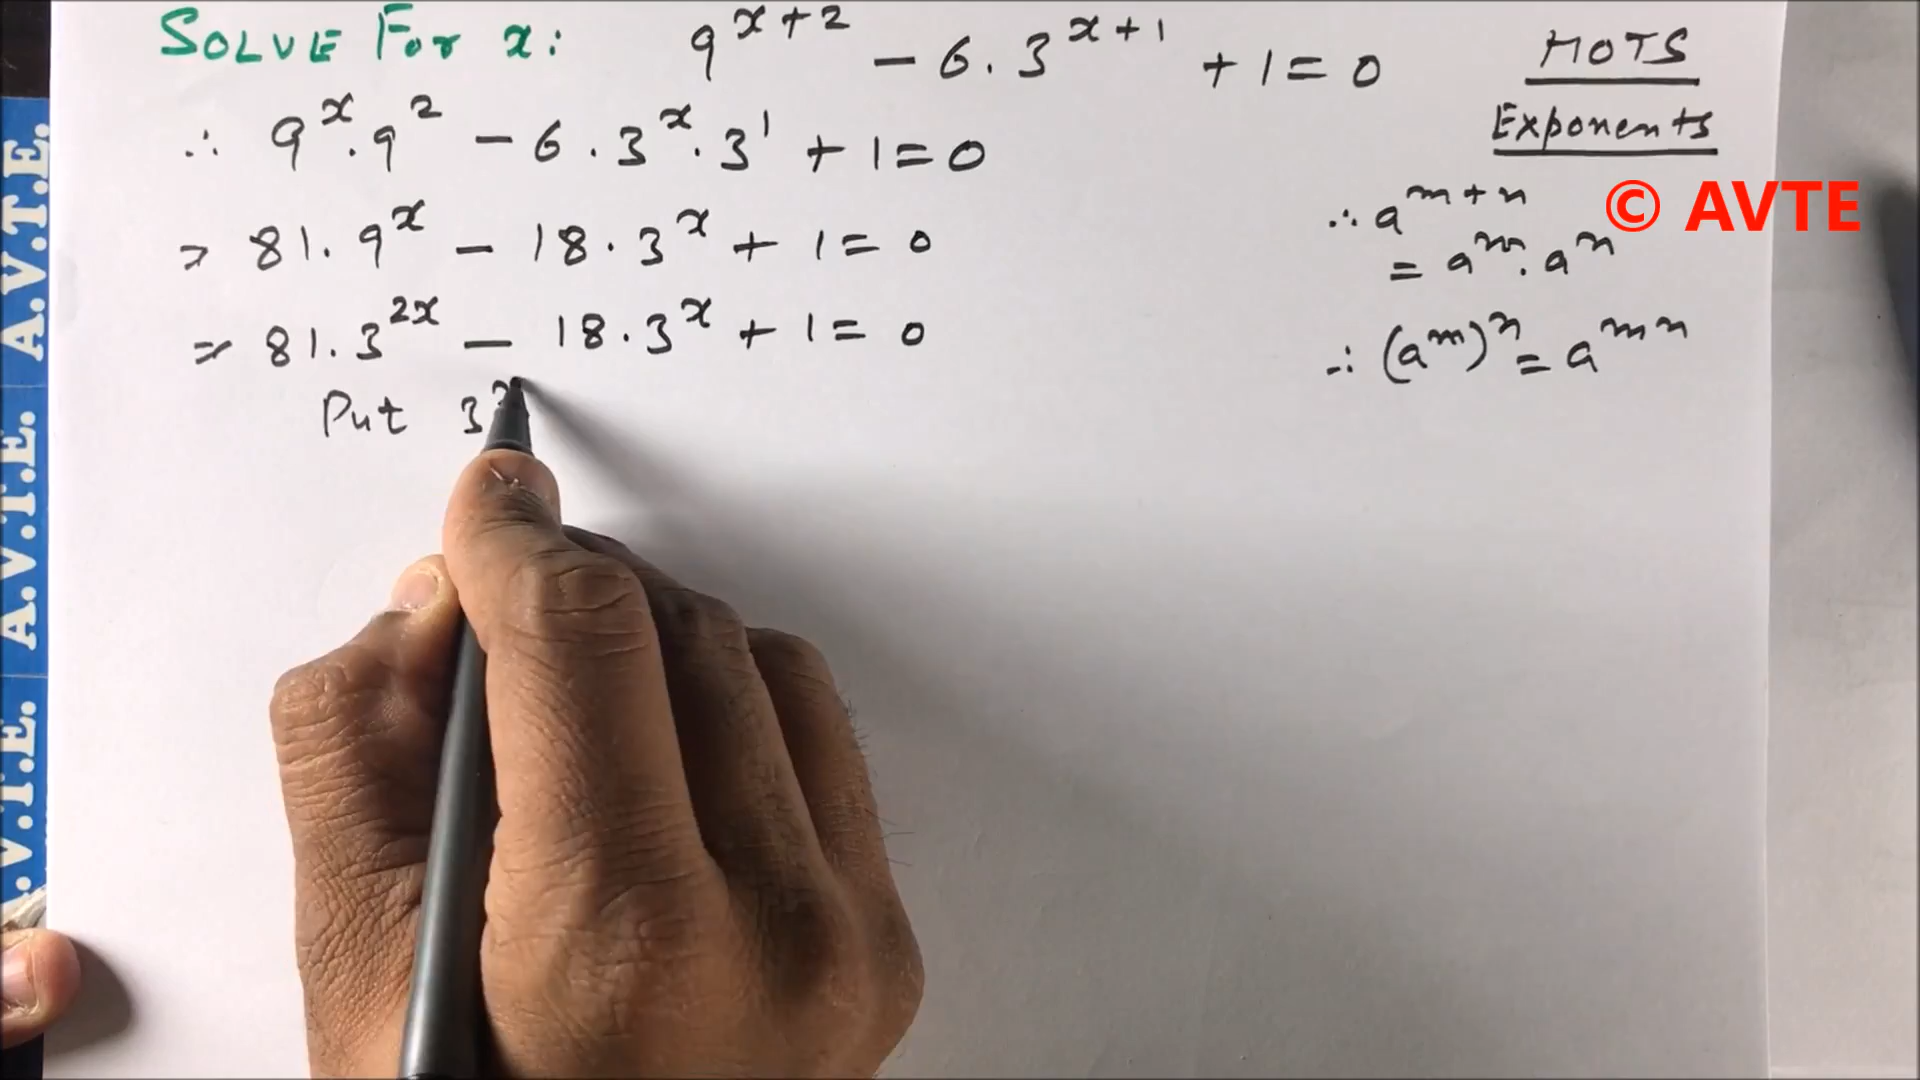 SOLVE For x: 9^{x+2} - 6.3^{x+1} + 1 = 0
∴ 9^x . 9^2 - 6 . 3^x . 3^1 + 1 = 0
⇒ 81 . 9^x - 18 . 3^x + 1 = 0
⇒ 81 . 3^{2x} - 18 . 3^x + 1 = 0
Put 3^x
HOTS
Exponents
∴ a^{m+n}
= a^m . a^n
∴ (a^m)^n = a^{mn}
© AVTE
A.V.T.E.
A.V.T.E.
.V.T.E.